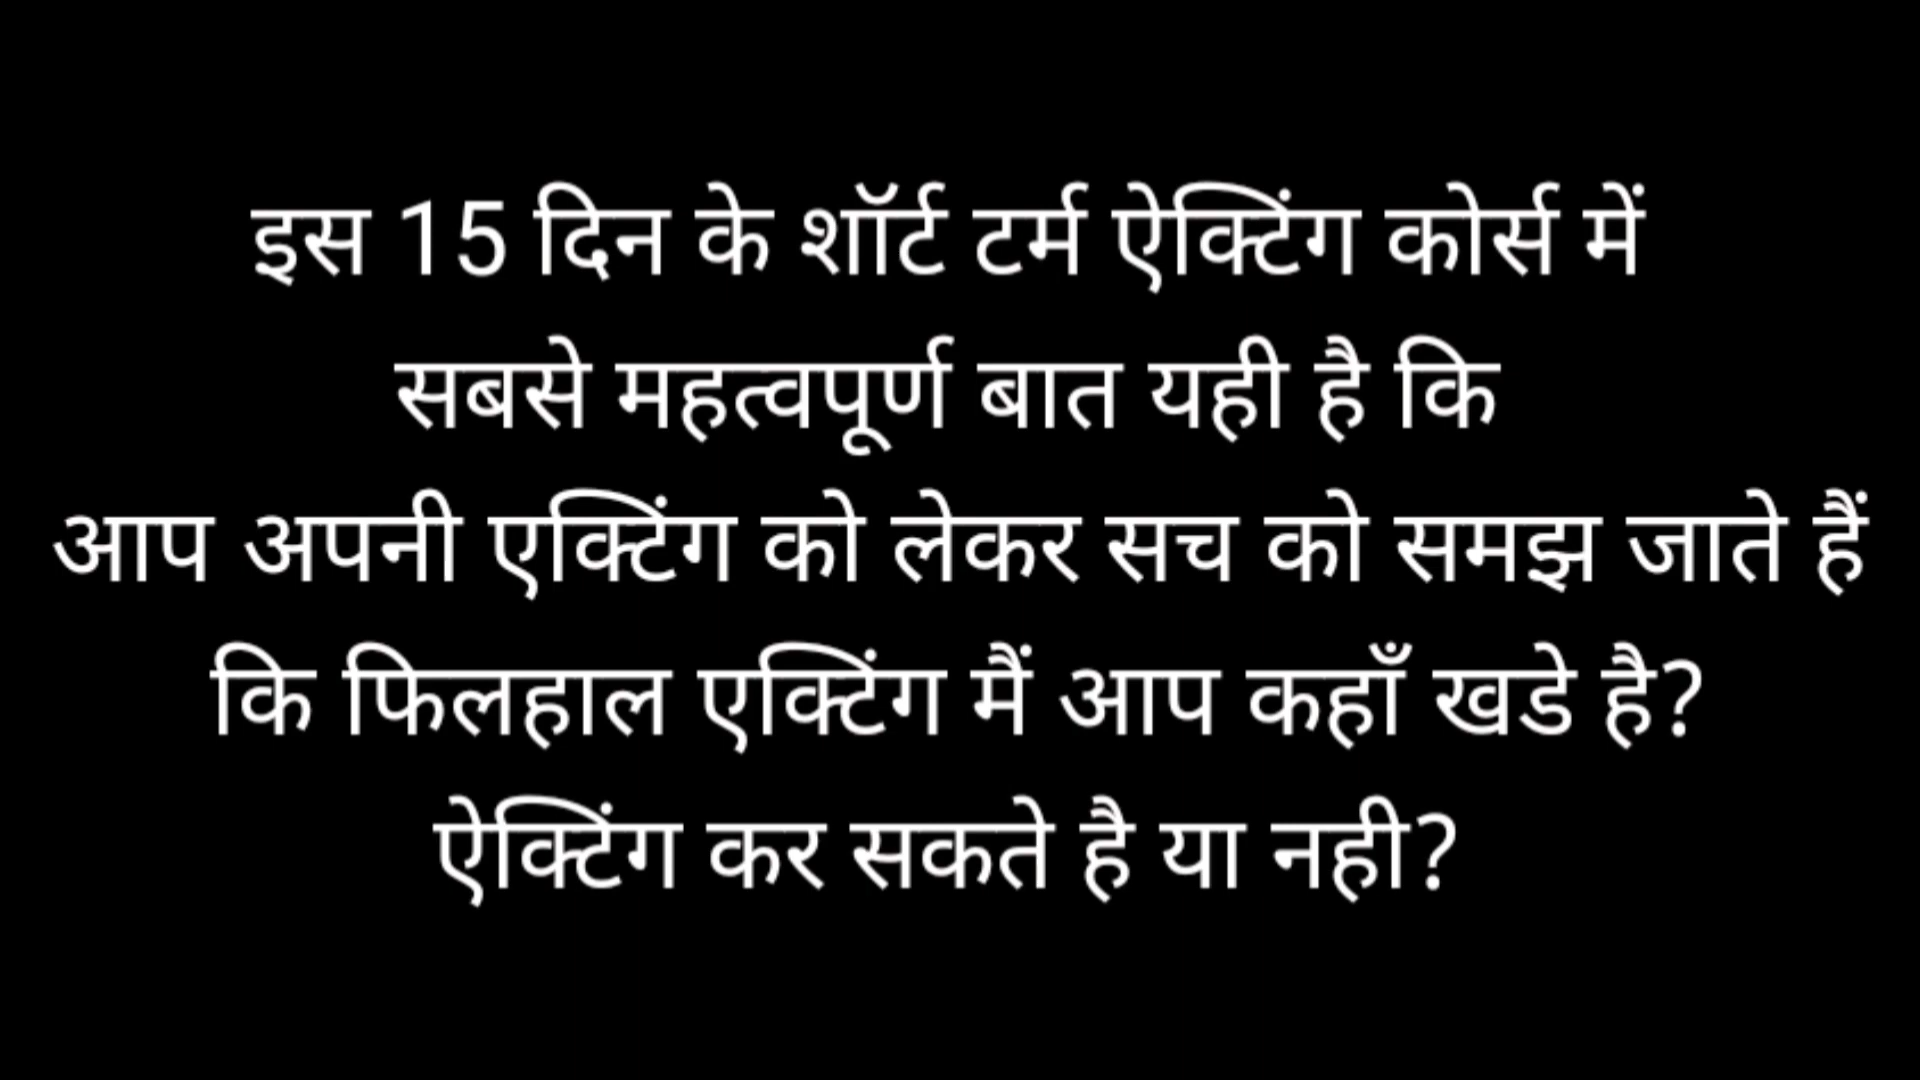 इस 15 दिन के शॉर्ट टर्म ऐक्टिंग कोर्स में
सबसे महत्वपूर्ण बात यही है कि
आप अपनी एक्टिंग को लेकर सच को समझ जाते हैं
कि फिलहाल एक्टिंग मैं आप कहाँ खडे है?
ऐक्टिंग कर सकते है या नही?